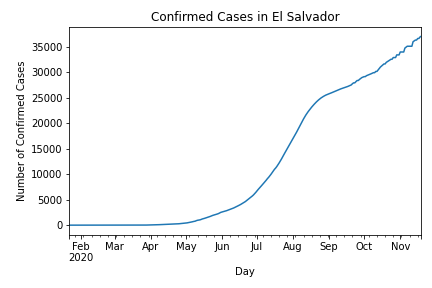 Confirmed Cases in El Salvador
Number of Confirmed Cases
35000
30000
25000
20000
15000
10000
5000
0
Feb Mar Apr May Jun Jul Aug Sep Oct Nov
2020
Day